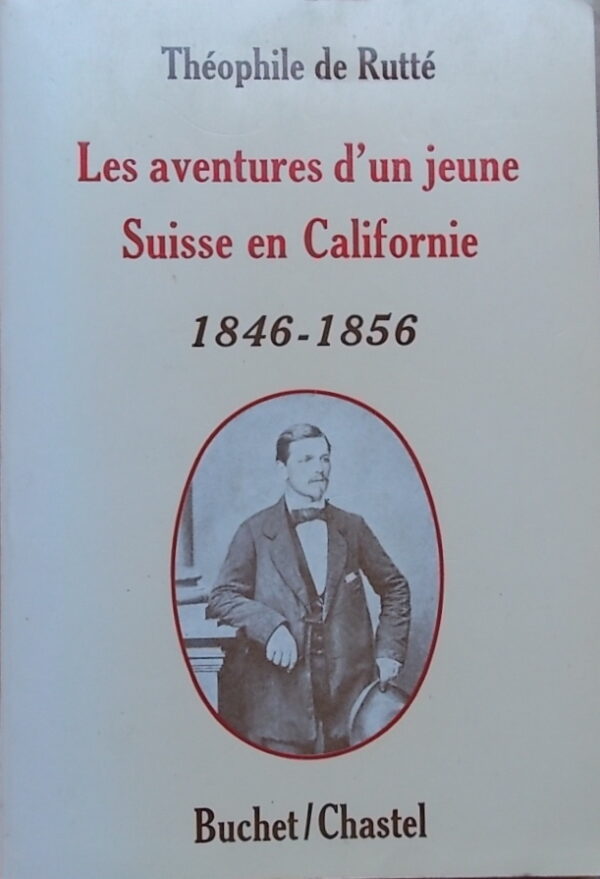 Théophile de Rutté
Les aventures d'un jeune
Suisse en Californie
1846-1856
Buchet/Chastel